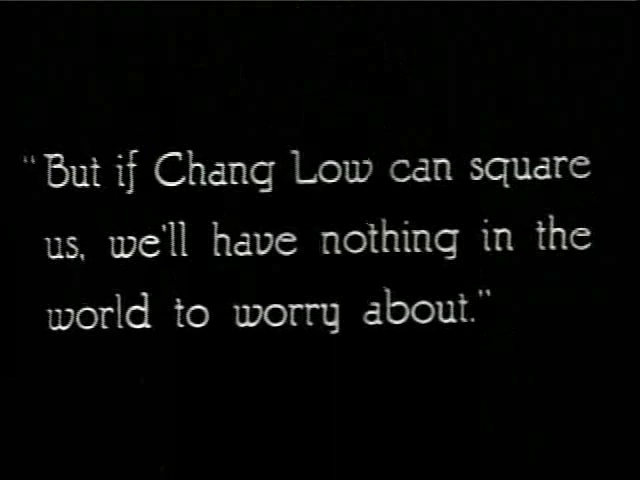 "But if Chang Low can square
us, we'll have nothing in the
world to worry about."